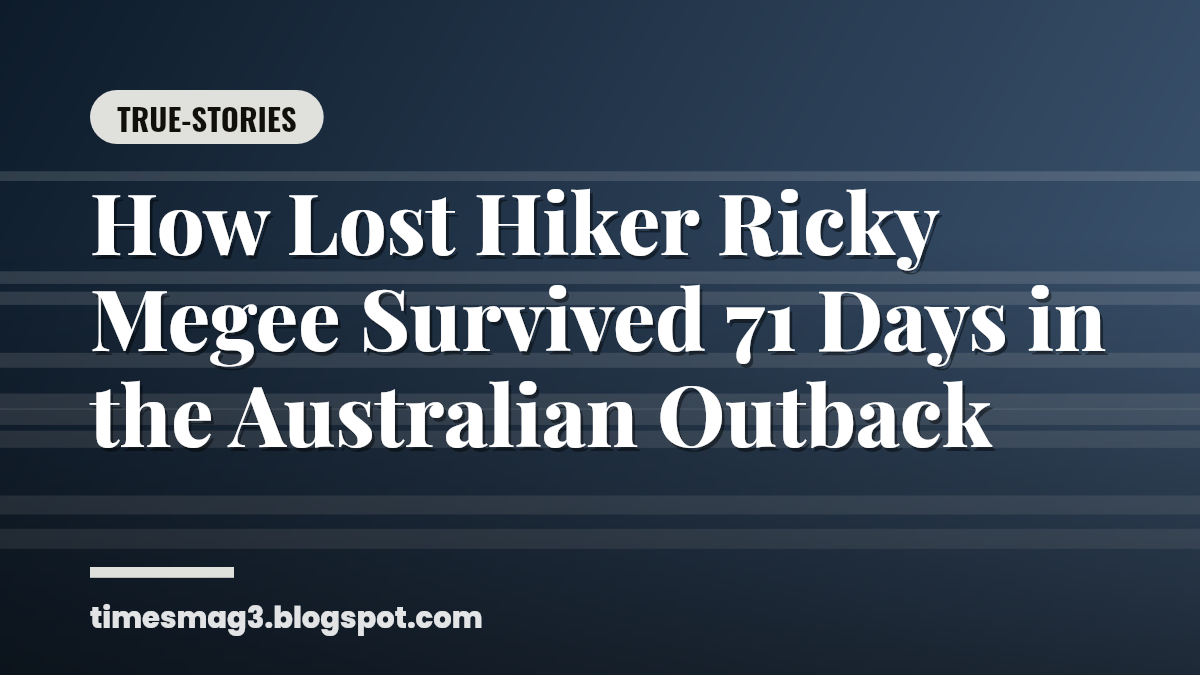 TRUE-STORIES
How Lost Hiker Ricky
Megee Survived 71 Days in
the Australian Outback
timesmag3.blogspot.com